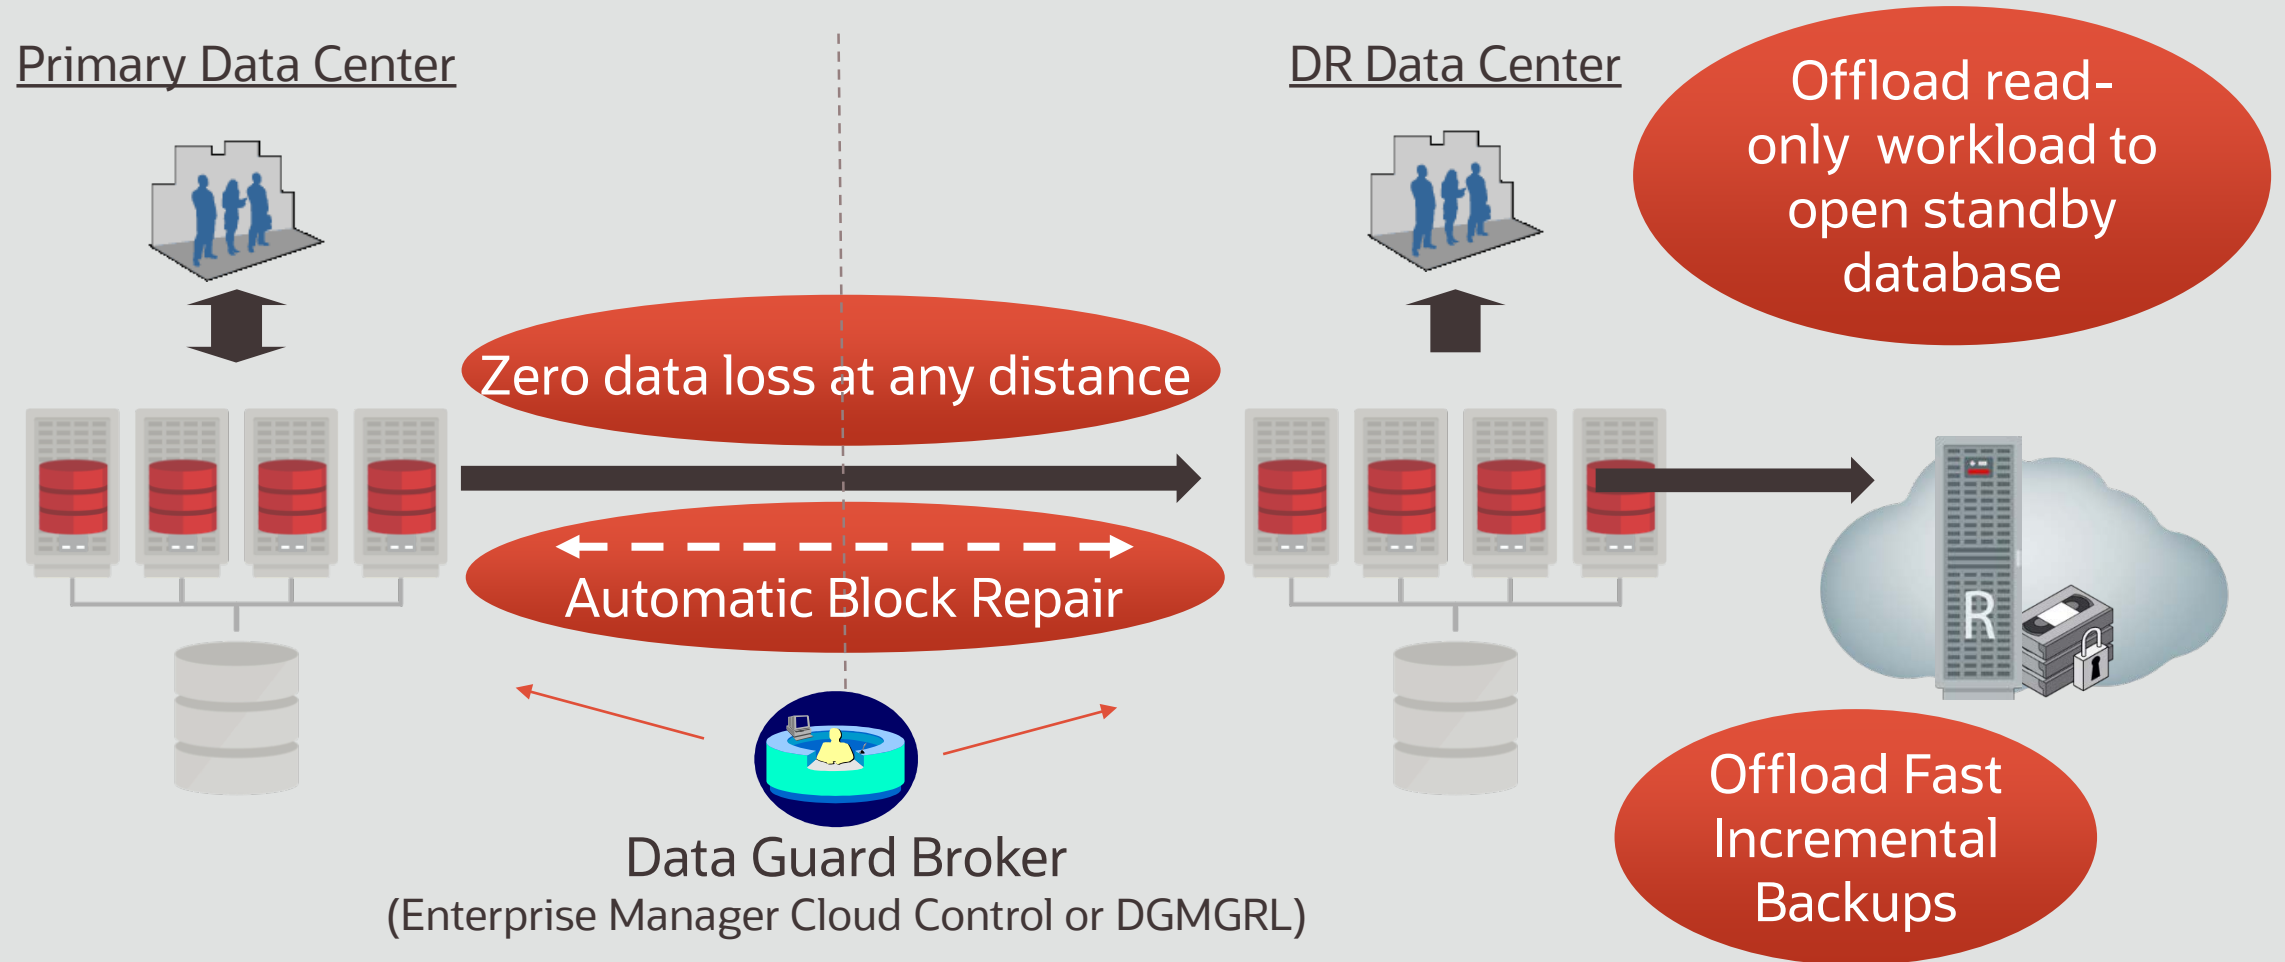 Primary Data Center
DR Data Center
Offload read-
only workload to
open standby
database
Zero data loss at any distance
Automatic Block Repair
R
Offload Fast
Incremental
Backups
Data Guard Broker
(Enterprise Manager Cloud Control or DGMGRL)